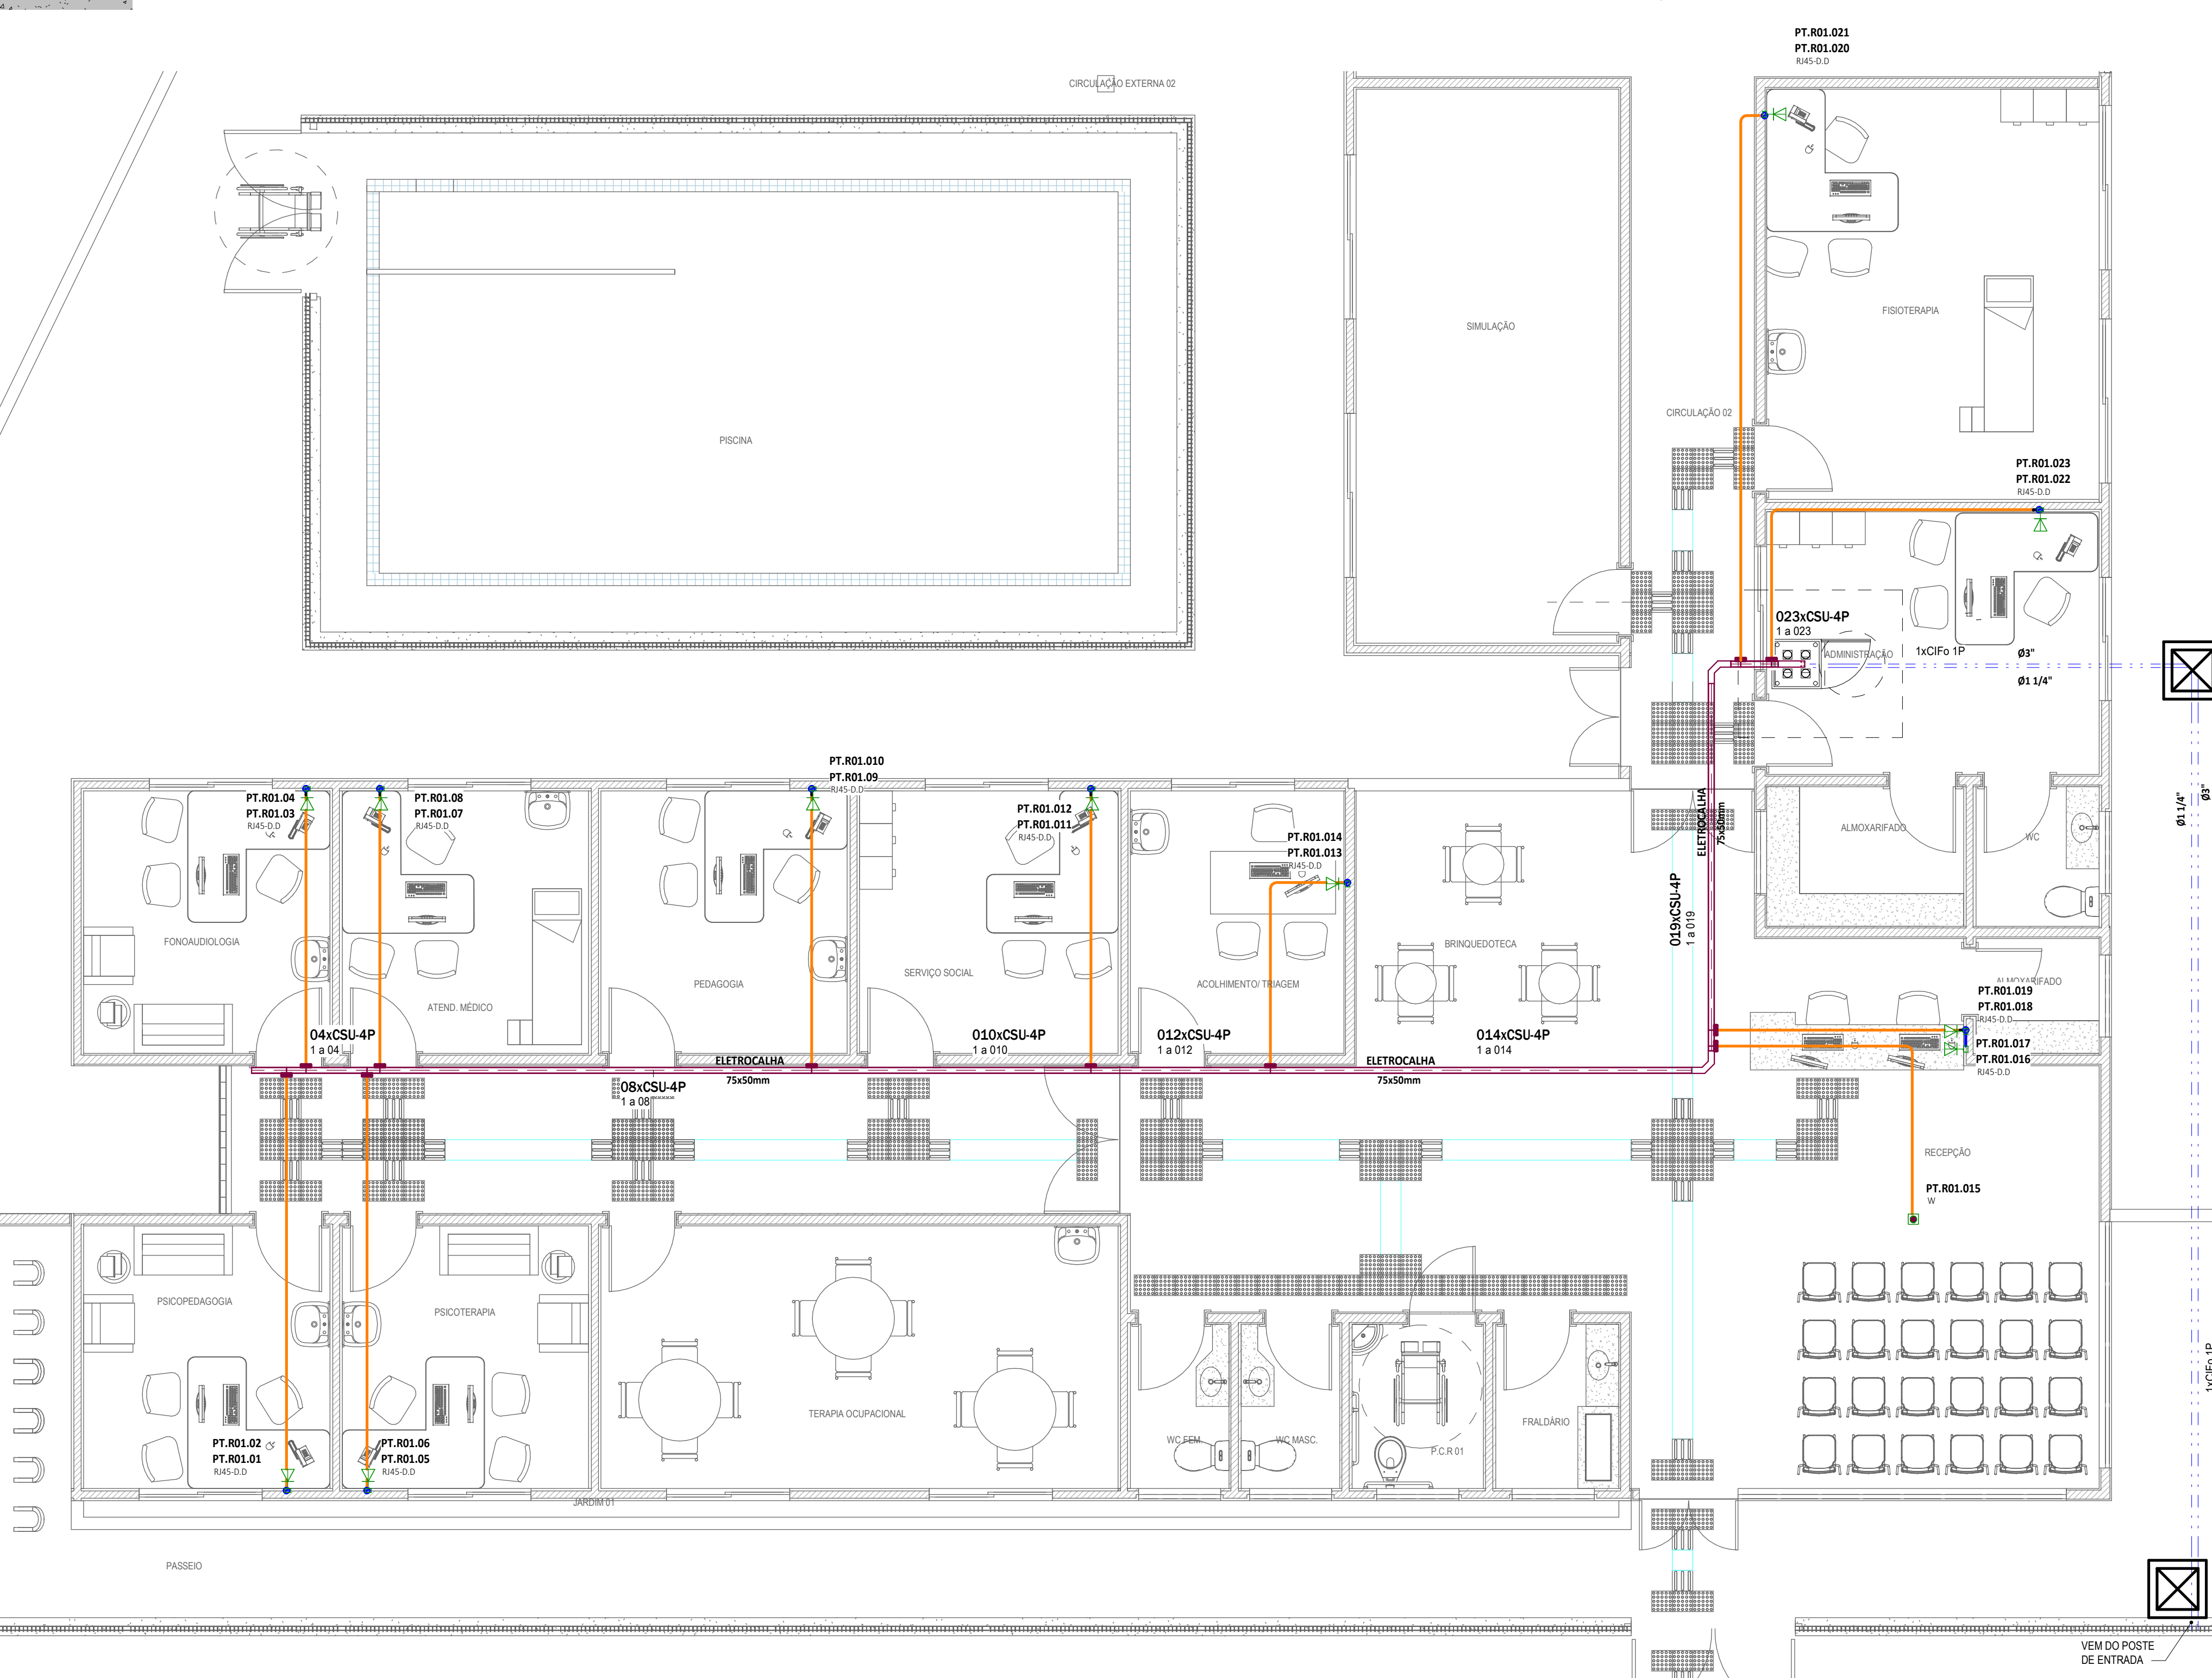 PT.R01.021
PT.R01.020
RJ45-D.D
CIRCULAÇÃO EXTERNA 02
FISIOTERAPIA
SIMULAÇÃO
CIRCULAÇÃO 02
PISCINA
PT.R01.023
PT.R01.022
RJ45-D.D
023xCSU-4P
1 a 023
ADMINISTRAÇÃO
1xCIFo 1P
Ø3"
Ø1 1/4"
PT.R01.010
PT.R01.09
RJ45-D.D
PT.R01.04
PT.R01.03
RJ45-D.D
PT.R01.08
PT.R01.07
RJ45-D.D
PT.R01.012
PT.R01.011
RJ45-D.D
PT.R01.014
PT.R01.013
RJ45-D.D
ELETROCALHA
75x50mm
Ø1 1/4"
Ø3"
ALMOXARIFADO
WC
019xCSU-4P
1 a 019
FONOAUDIOLOGIA
ATEND. MÉDICO
PEDAGOGIA
SERVIÇO SOCIAL
ACOLHIMENTO/ TRIAGEM
BRINQUEDOTECA
ALMOXARIFADO
PT.R01.019
PT.R01.018
RJ45-D.D
PT.R01.017
PT.R01.016
RJ45-D.D
04xCSU-4P
1 a 04
010xCSU-4P
1 a 010
012xCSU-4P
1 a 012
014xCSU-4P
1 a 014
ELETROCALHA
75x50mm
ELETROCALHA
75x50mm
08xCSU-4P
1 a 08
RECEPÇÃO
PT.R01.015
W
PSICOPEDAGOGIA
PSICOTERAPIA
TERAPIA OCUPACIONAL
WC FEM.
WC MASC.
P.C.R 01
FRALDÁRIO
1xCIFo 1P
PT.R01.02
PT.R01.01
RJ45-D.D
PT.R01.06
PT.R01.05
RJ45-D.D
JARDIM 01
PASSEIO
VEM DO POSTE
DE ENTRADA